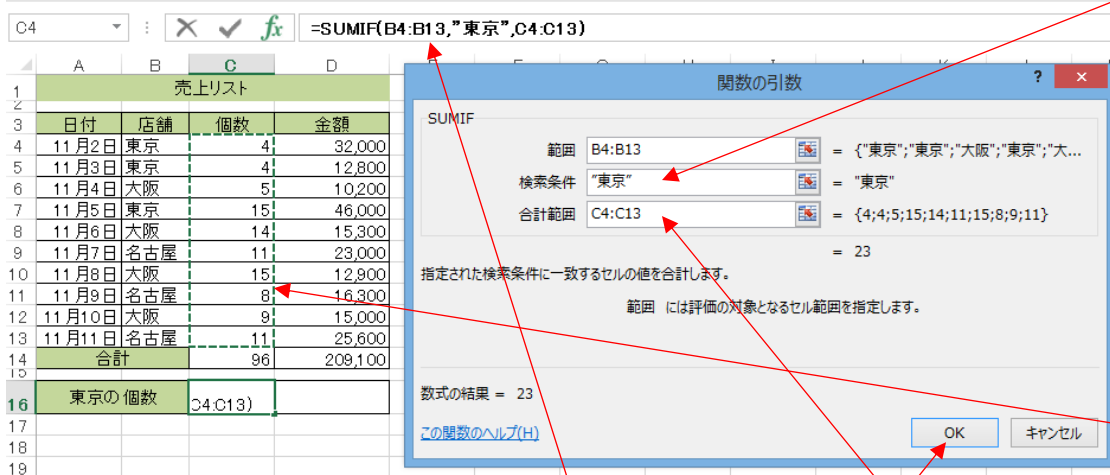 C4 fx =SUMIF(B4:B13,”東京”,C4:C13)
A B C D
1 売上リスト
2
3 日付 店舗 個数 金額
4 11月2日 東京 4 32,000
5 11月3日 東京 4 12,800
6 11月4日 大阪 5 10,200
7 11月5日 東京 15 46,000
8 11月6日 大阪 14 15,300
9 11月7日 名古屋 11 23,000
10 11月8日 大阪 15 12,900
11 11月9日 名古屋 8 16,300
12 11月10日 大阪 9 15,000
13 11月11日 名古屋 11 25,600
14 合計 96 209,100
15
16 東京の個数 C4:C13)
17
18
19
関数の引数 ? ×
SUMIF
範囲 B4:B13 = {"東京";"東京";"大阪";"東京";"大...
検索条件 "東京" = "東京"
合計範囲 C4:C13 = {4;4;5;15;14;11;15;8;9;11}
= 23
指定された検索条件に一致するセルの値を合計します。
範囲 には評価の対象となるセル範囲を指定します。
数式の結果 = 23
この関数のヘルプ(H)
OK キャンセル